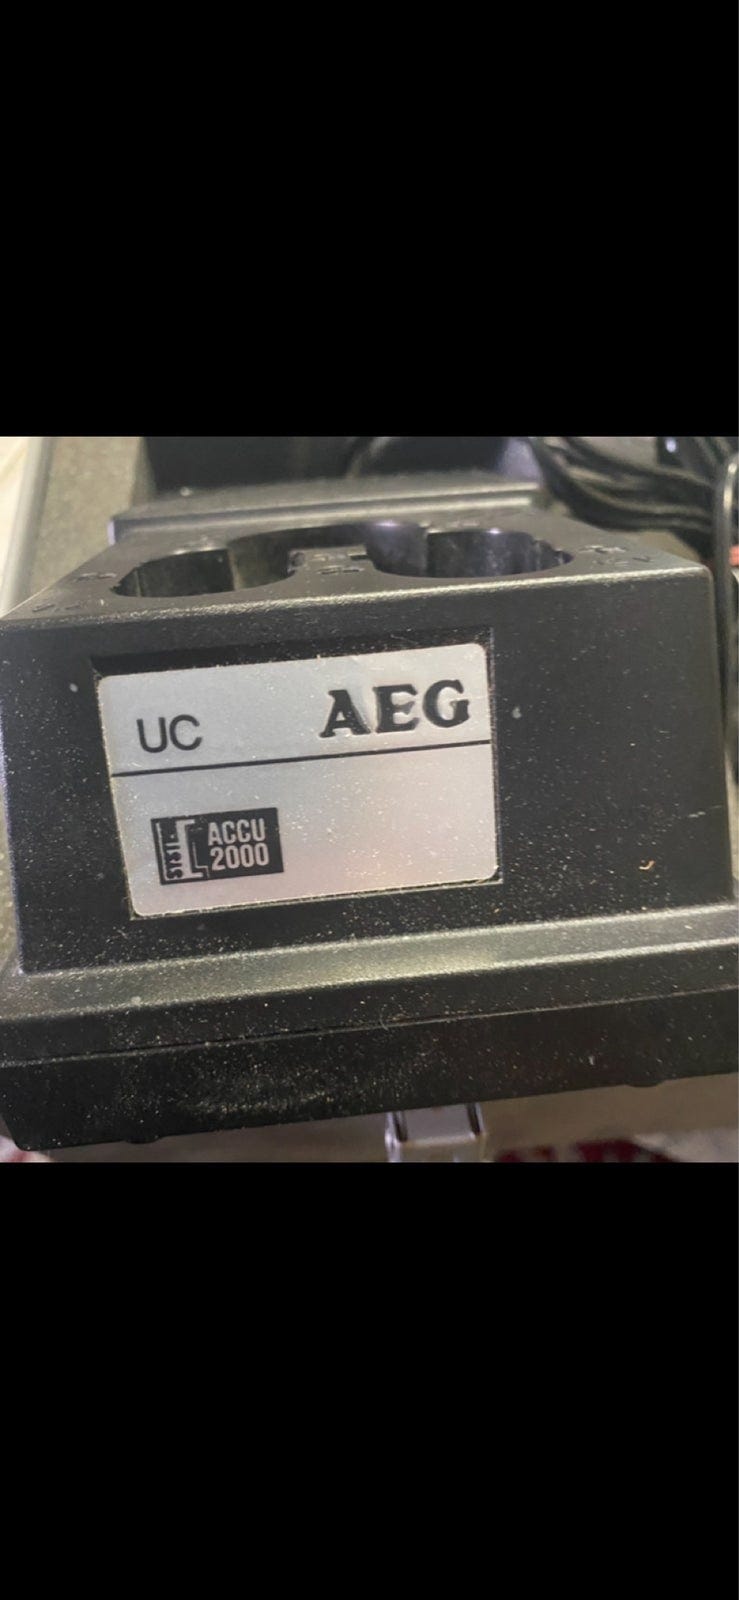 UC AEG
SYSTEM ACCU
2000